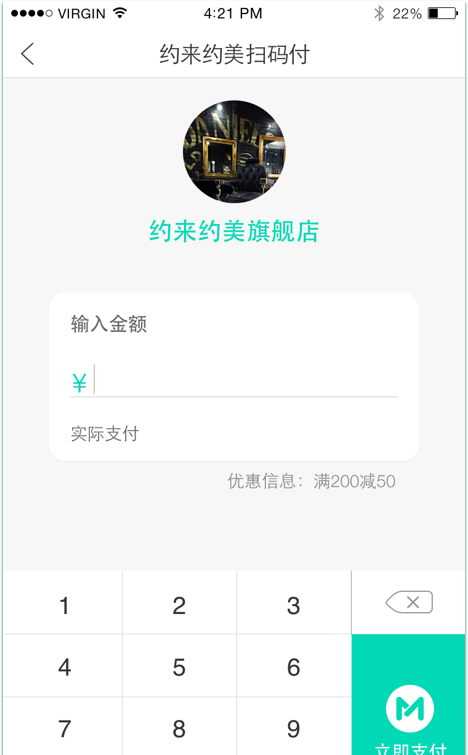 VIRGIN 4:21 PM 22%
约来约美扫码付
DANIEL
约来约美旗舰店
输入金额
¥
实际支付
优惠信息：满200减50
1 2 3
4 5 6
7 8 9
立即支付